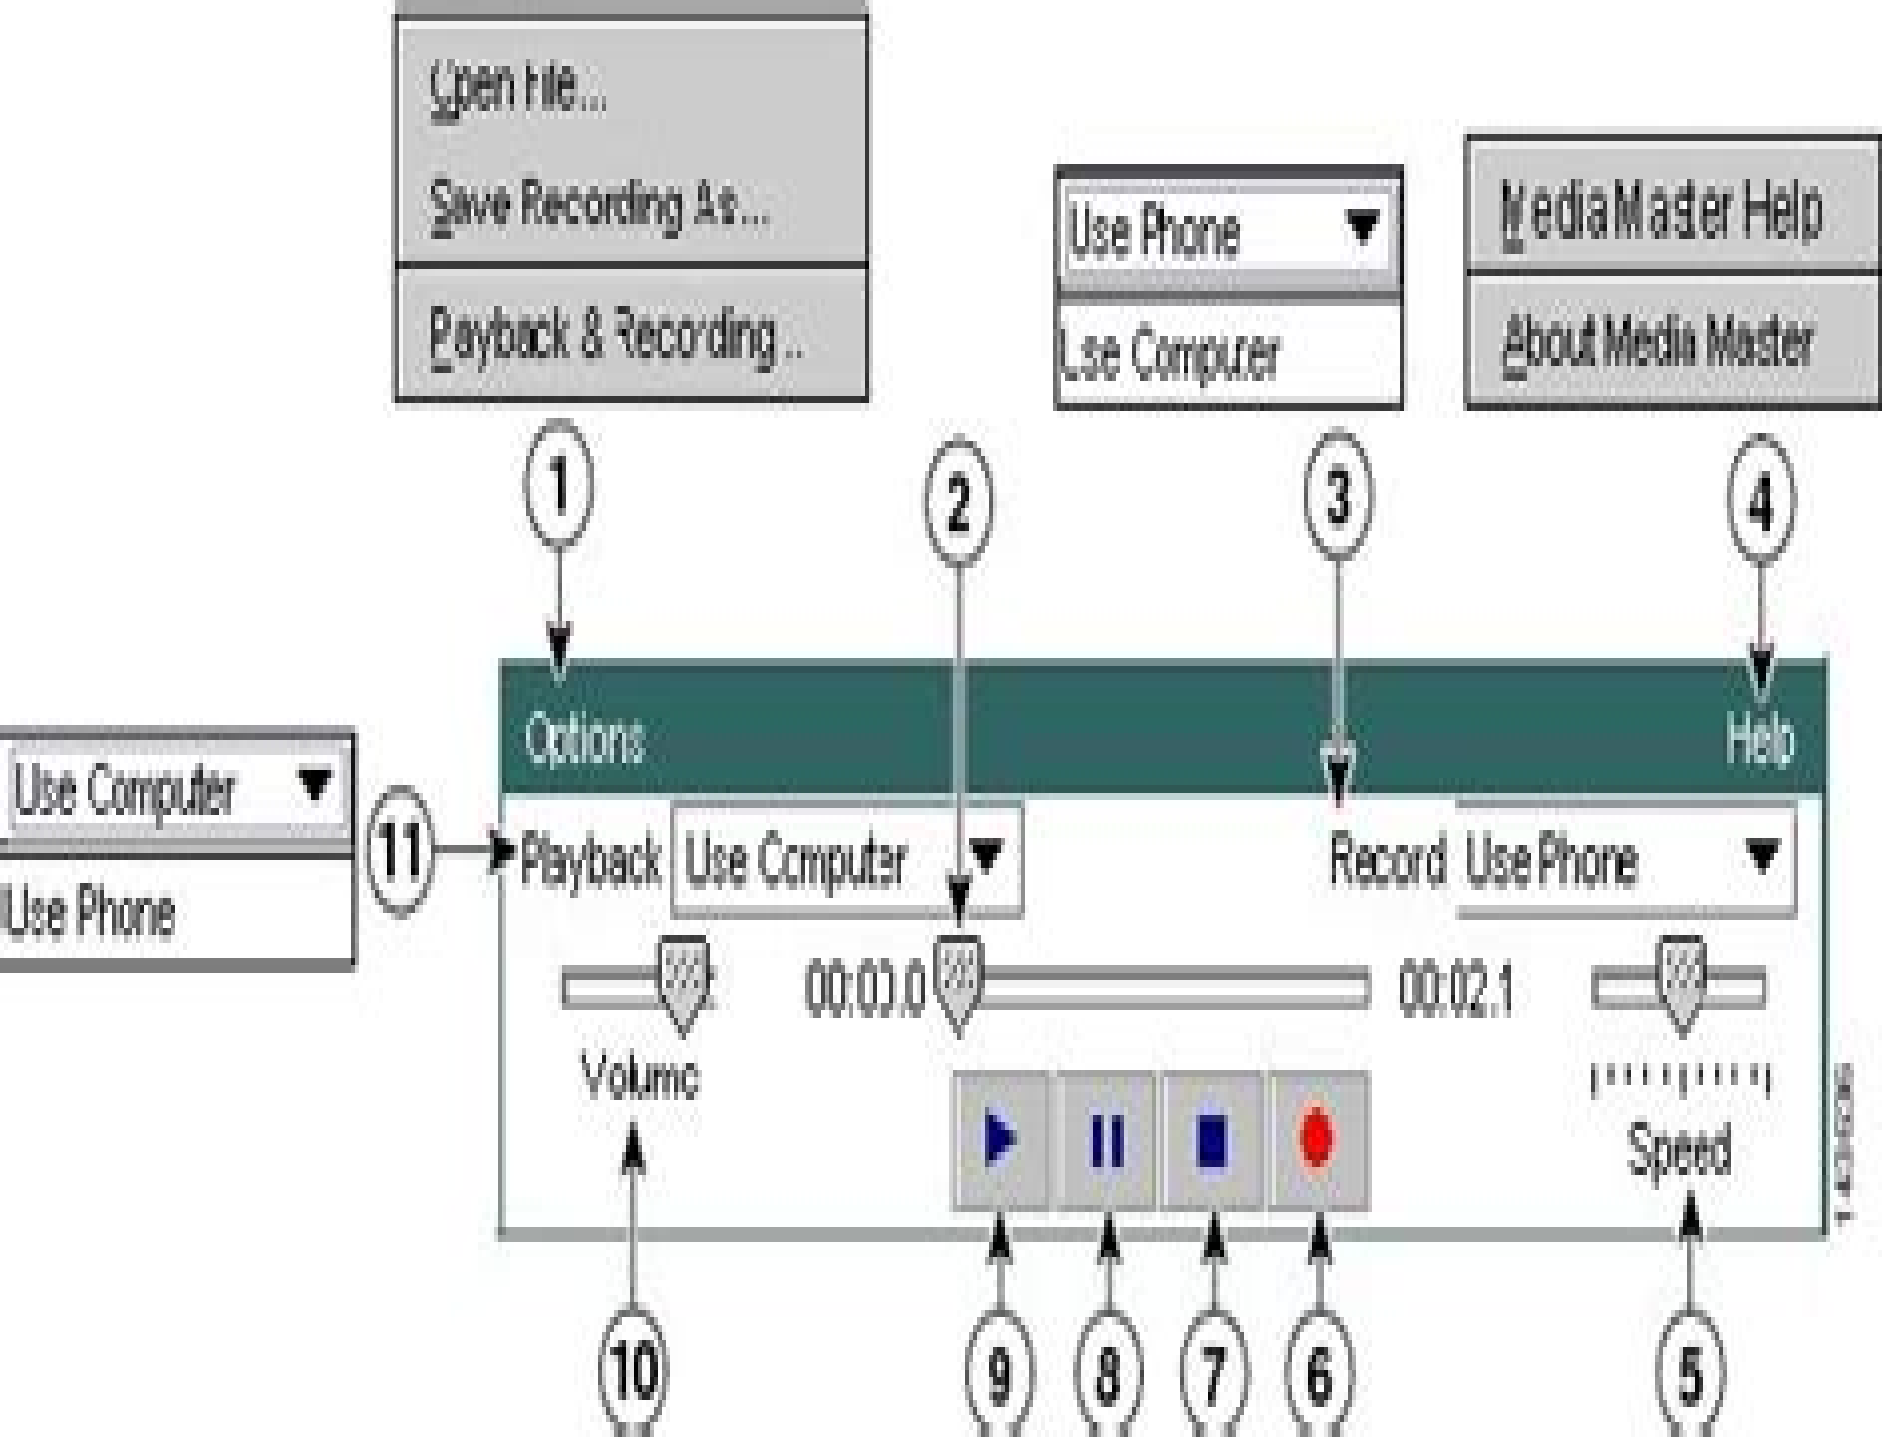 Open File...
Save Recording As...
Playback & Recording...
Use Phone
Use Computer
Media Master Help
About Media Master
1
2
3
4
Options
Help
Use Computer
Use Phone
11
Playback
Use Computer
Record
Use Phone
00:00.0
00:02.1
Volume
Speed
10
9
8
7
6
5